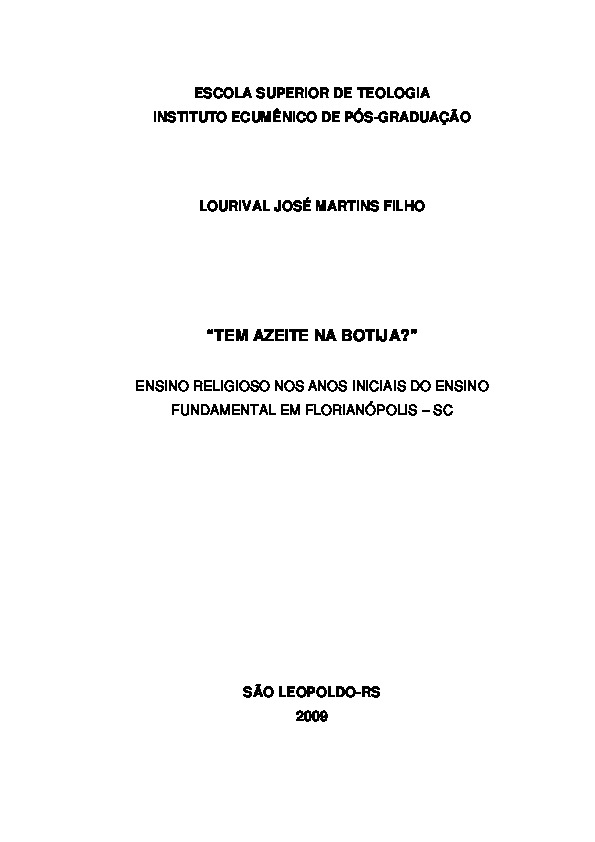 ESCOLA SUPERIOR DE TEOLOGIA
INSTITUTO ECUMÊNICO DE PÓS-GRADUAÇÃO
LOURIVAL JOSÉ MARTINS FILHO
“TEM AZEITE NA BOTIJA?”
ENSINO RELIGIOSO NOS ANOS INICIAIS DO ENSINO
FUNDAMENTAL EM FLORIANÓPOLIS – SC
SÃO LEOPOLDO-RS
2009